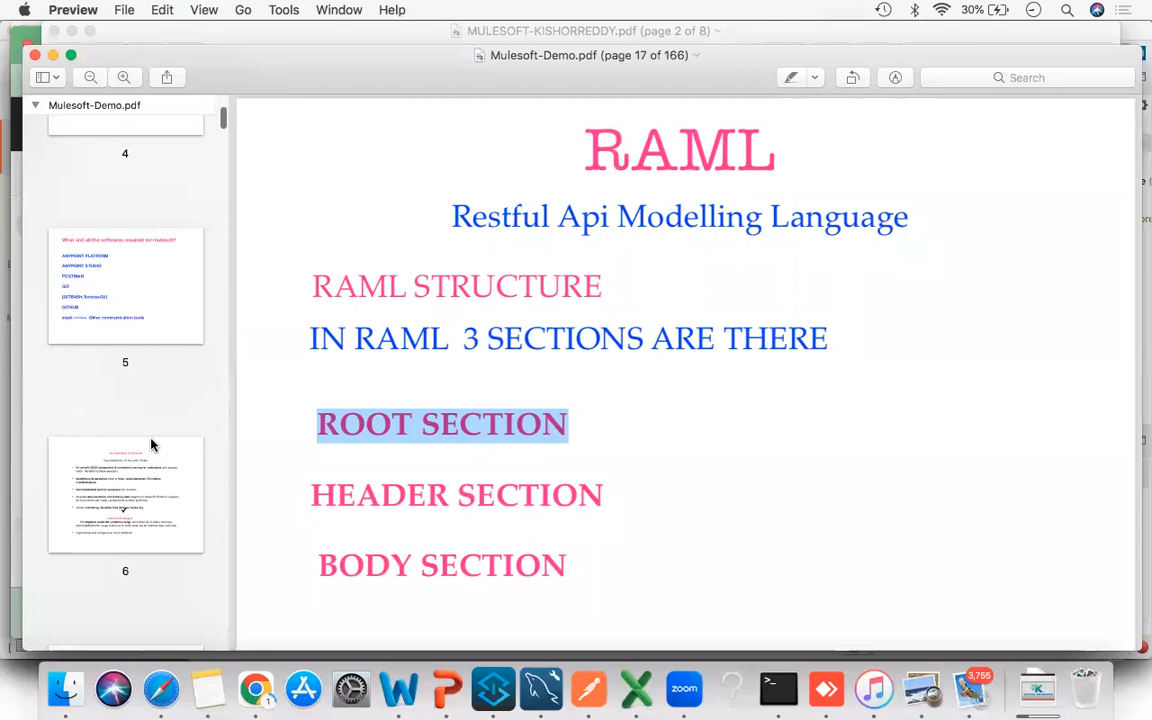 Preview File Edit View Go Tools Window Help 30%
MULESOFT-KISHORREDDY.pdf (page 2 of 8)
Mulesoft-Demo.pdf (page 17 of 166)
Search
Mulesoft-Demo.pdf
4
What and all the softwares required for mulesoft?
ANYPOINT PLATFORM
ANYPOINT STUDIO
POSTMAN
GIT
GITHUB
5
6
RAML
Restful Api Modelling Language
RAML STRUCTURE
IN RAML 3 SECTIONS ARE THERE
ROOT SECTION
HEADER SECTION
BODY SECTION
1
zoom
3,755